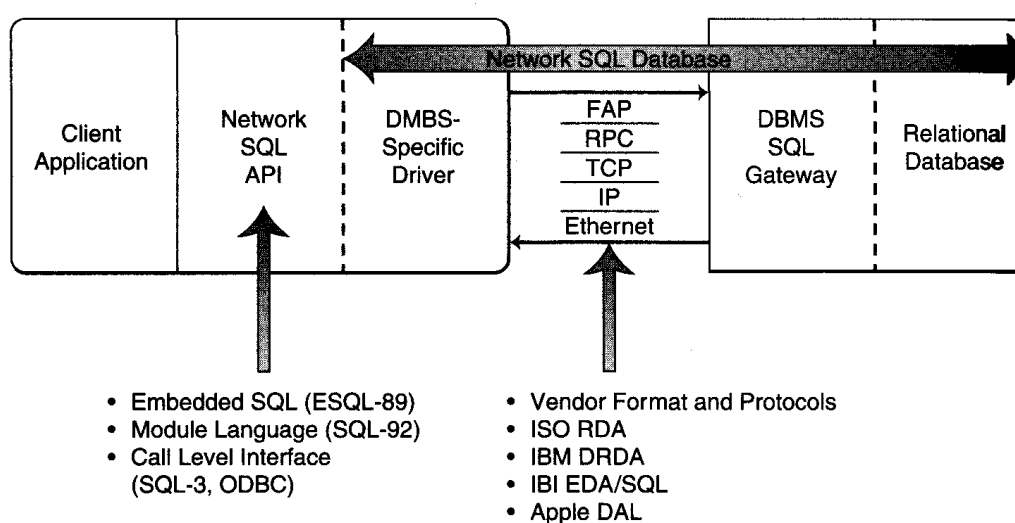 Network SQL Database
Client
Application
Network
SQL
API
DMBS-
Specific
Driver
FAP
RPC
TCP
IP
Ethernet
DBMS
SQL
Gateway
Relational
Database
• Embedded SQL (ESQL-89)
• Module Language (SQL-92)
• Call Level Interface
(SQL-3, ODBC)
• Vendor Format and Protocols
• ISO RDA
• IBM DRDA
• IBI EDA/SQL
• Apple DAL